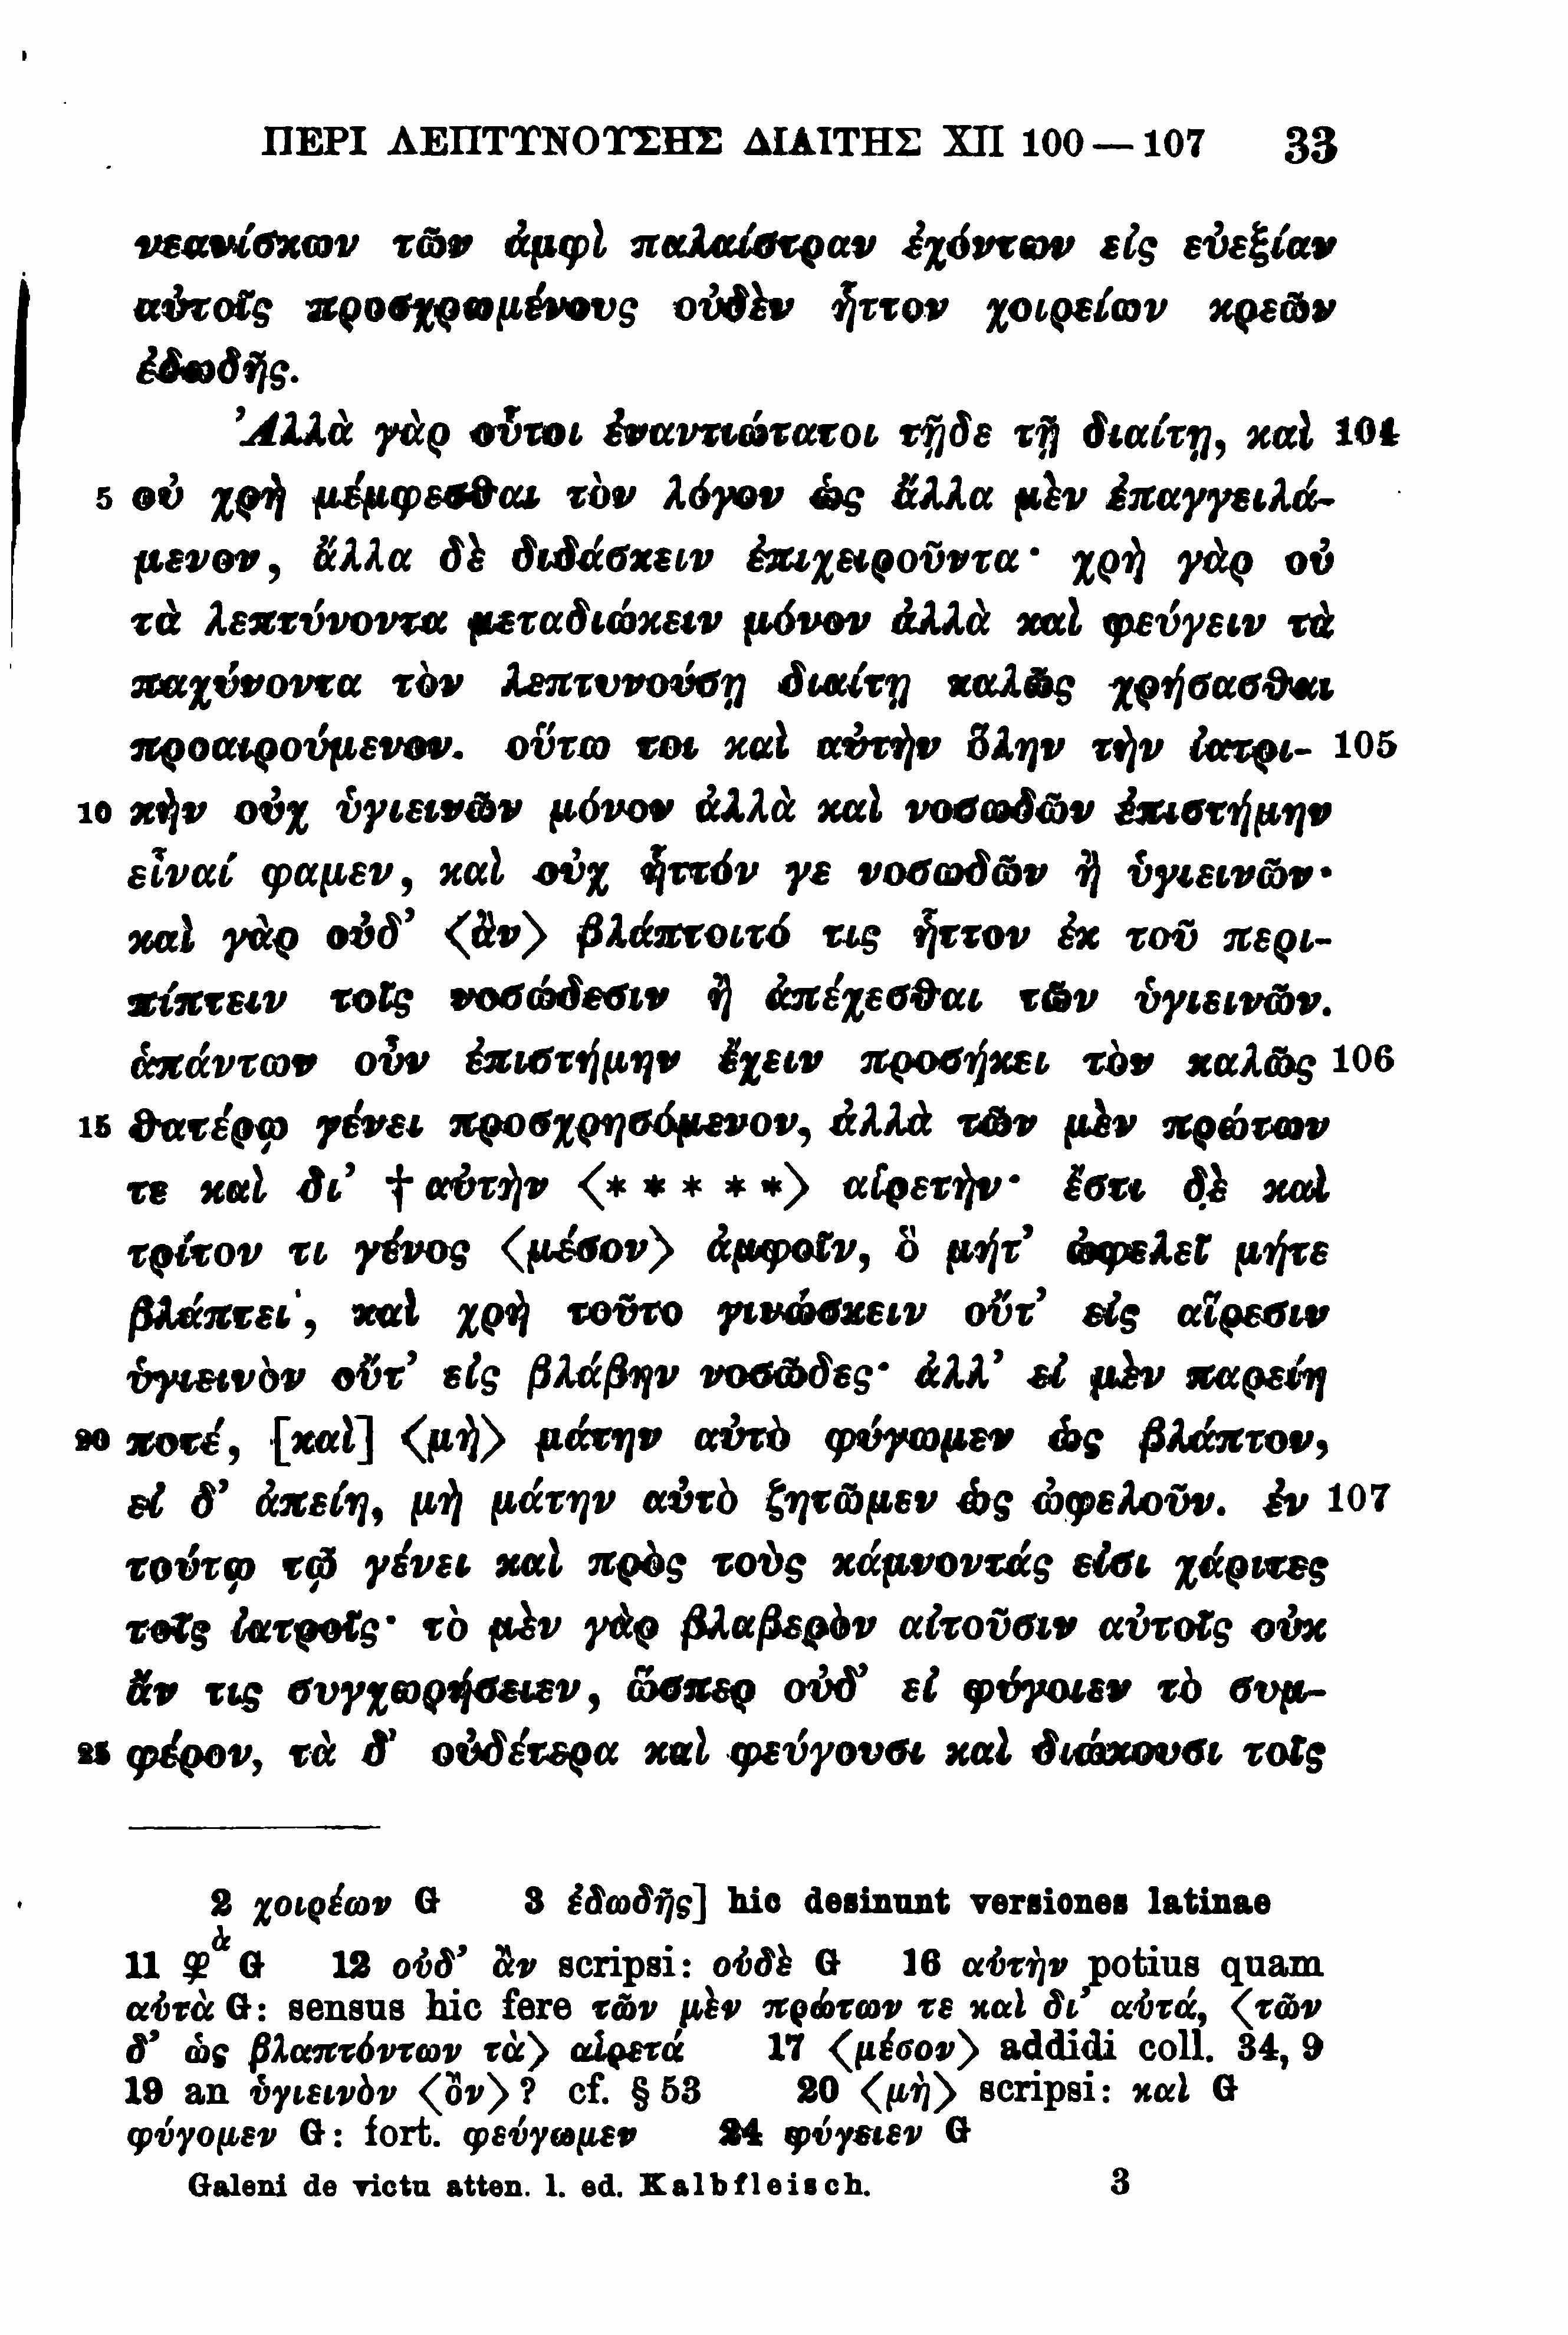 ΠΕΡΙ ΛΕΠΤΥΝΟΥΣΗΣ ΔΙΑΙΤΗΣ XII 100—107 33
νεανίσκων τῶν ἀμφὶ παλαίστραν ἐχόντων εἰς εὐεξίαν
αὐτοῖς προσχρωμένους οὐδὲν ἧττον χοιρείων κρεῶν
ἐδωδῆς.
Ἀλλὰ γὰρ οὗτοι ἐναντιώτατοι τῇδε τῇ διαίτῃ, καὶ 104
5 οὐ χρὴ μέμφεσθαι τὸν λόγον ὡς ἄλλα μὲν ἐπαγγειλά-
μενον, ἄλλα δὲ διδάσκειν ἐπιχειροῦντα· χρὴ γὰρ οὐ
τὰ λεπτύνοντα μεταδιώκειν μόνον ἀλλὰ καὶ φεύγειν τὰ
παχύνοντα τὸν λεπτυνούσῃ διαίτῃ καλῶς χρήσασθαι
προαιρούμενον. οὕτω τοι καὶ αὐτὴν ὅλην τὴν ἰατρι- 105
10 κὴν οὐχ ὑγιεινῶν μόνον ἀλλὰ καὶ νοσωδῶν ἐπιστήμην
εἶναί φαμεν, καὶ οὐχ ἧττόν γε νοσωδῶν ἢ ὑγιεινῶν·
καὶ γὰρ οὐδ’ ⟨ἂν⟩ βλάπτοιτό τις ἧττον ἐκ τοῦ περι-
πίπτειν τοῖς νοσώδεσιν ἢ ἀπέχεσθαι τῶν ὑγιεινῶν.
ἁπάντων οὖν ἐπιστήμην ἔχειν προσήκει τὸν καλῶς 106
15 θατέρῳ γένει προσχρησόμενον, ἀλλὰ τῶν μὲν πρώτων
τε καὶ δι’ † αὐτὴν ⟨* * * * *⟩ αἱρετὴν· ἔστι δὲ καὶ
τρίτον τι γένος ⟨μέσον⟩ ἀμφοῖν, ὃ μήτ’ ὠφελεῖ μήτε
βλάπτει, καὶ χρὴ τοῦτο γινώσκειν οὔτ’ εἰς αἵρεσιν
ὑγιεινὸν οὔτ’ εἰς βλάβην νοσῶδες· ἀλλ’ εἰ μὲν παρείη
20 ποτέ, [καὶ] ⟨μὴ⟩ μάτην αὐτὸ φύγωμεν ὡς βλάπτον,
εἰ δ’ ἀπείη, μὴ μάτην αὐτὸ ζητῶμεν ὡς ὠφελοῦν. ἐν 107
τούτῳ τῷ γένει καὶ πρὸς τοὺς κάμνοντάς εἰσι χάριτες
τοῖς ἰατροῖς· τὸ μὲν γὰρ βλαβερὸν αἰτοῦσιν αὐτοῖς οὐκ
ἄν τις συγχωρήσειεν, ὥσπερ οὐδ’ εἰ φύγοιεν τὸ συμ-
25 φέρον, τὰ δ’ οὐδέτερα καὶ φεύγουσι καὶ διώκουσι τοῖς
2 χοιρέων G 3 ἐδωδῆς] hic desinunt versiones latinae
11 G 12 οὐδ’ ἂν scripsi: οὐδὲ G 16 αὐτὴν potius quam
αὐτὰ G: sensus hic fere τῶν μὲν πρώτων τε καὶ δι’ αὐτά, ⟨τῶν
δ’ ὡς βλαπτόντων τὰ⟩ αἱρετά 17 ⟨μέσον⟩ addidi coll. 34, 9
19 an ὑγιεινὸν ⟨ὂν⟩? cf. § 53 20 ⟨μὴ⟩ scripsi: καὶ G
φύγομεν G: fort. φεύγωμεν 24 φύγειεν G
Galeni de victu atten. l. ed. Kalbfleisch. 3